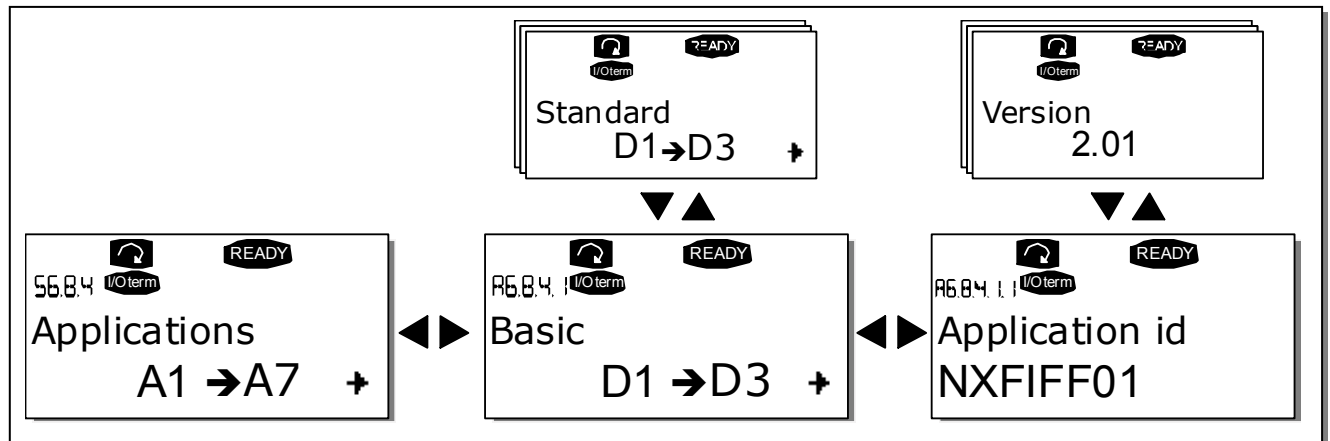 READY
I/Oterm
Standard
D1➔D3
READY
I/Oterm
Version
2.01
READY
S6.8.4 I/Oterm
Applications
A1 ➔A7
READY
A6.8.4.1 I/Oterm
Basic
D1 ➔D3
READY
A6.8.4.1.1 I/Oterm
Application id
NXFIFF01